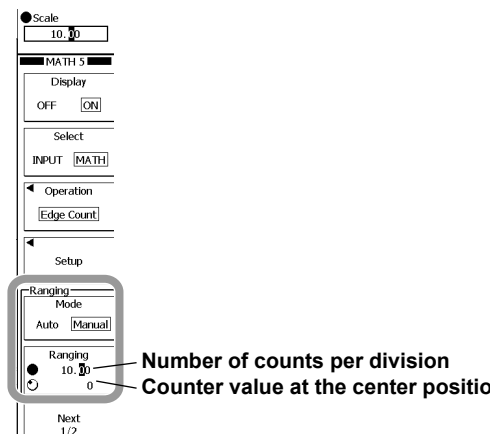 Scale
10.00
MATH 5
Display
OFF ON
Select
INPUT MATH
Operation
Edge Count
Setup
Ranging
Mode
Auto Manual
Ranging
10.00
Number of counts per division
0
Counter value at the center positio
Next
1/2